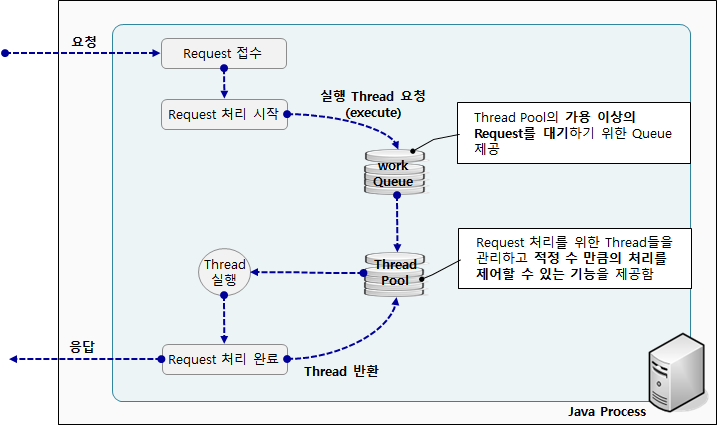 요청
Request 접수
Request 처리 시작
실행 Thread 요청
(execute)
Thread Pool의 가용 이상의
Request를 대기하기 위한 Queue
제공
work
Queue
Request 처리를 위한 Thread들을
관리하고 적정 수 만큼의 처리를
제어할 수 있는 기능을 제공함
Thread
실행
Thread
Pool
응답
Request 처리 완료
Thread 반환
Java Process